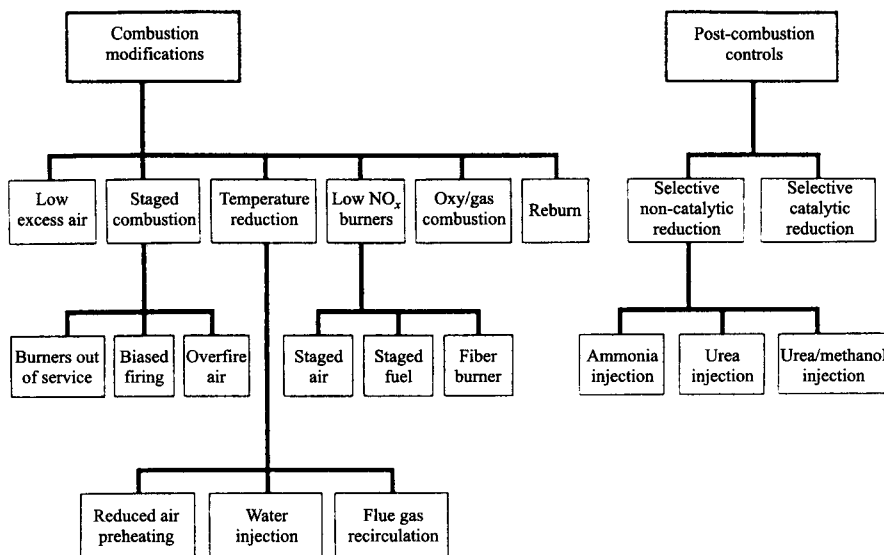 Combustion
modifications
Post-combustion
controls
Low
excess air
Staged
combustion
Temperature
reduction
Low NOₓ
burners
Oxy/gas
combustion
Reburn
Selective
non-catalytic
reduction
Selective
catalytic
reduction
Burners out
of service
Biased
firing
Overfire
air
Staged
air
Staged
fuel
Fiber
burner
Ammonia
injection
Urea
injection
Urea/methanol
injection
Reduced air
preheating
Water
injection
Flue gas
recirculation